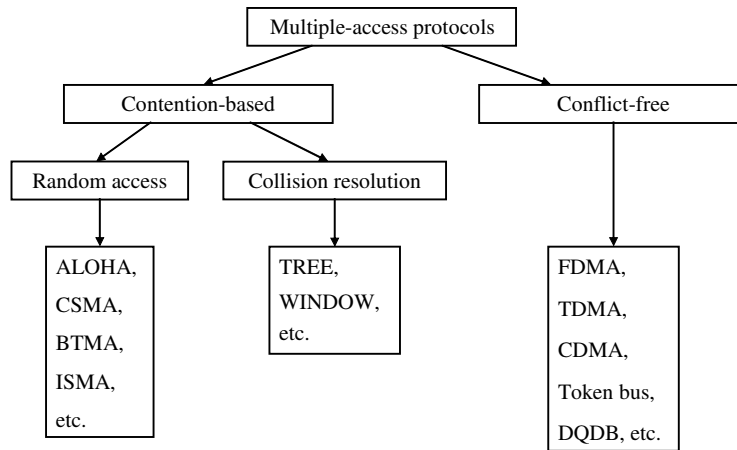 Multiple-access protocols
Contention-based
Conflict-free
Random access
Collision resolution
ALOHA,
CSMA,
BTMA,
ISMA,
etc.
TREE,
WINDOW,
etc.
FDMA,
TDMA,
CDMA,
Token bus,
DQDB, etc.